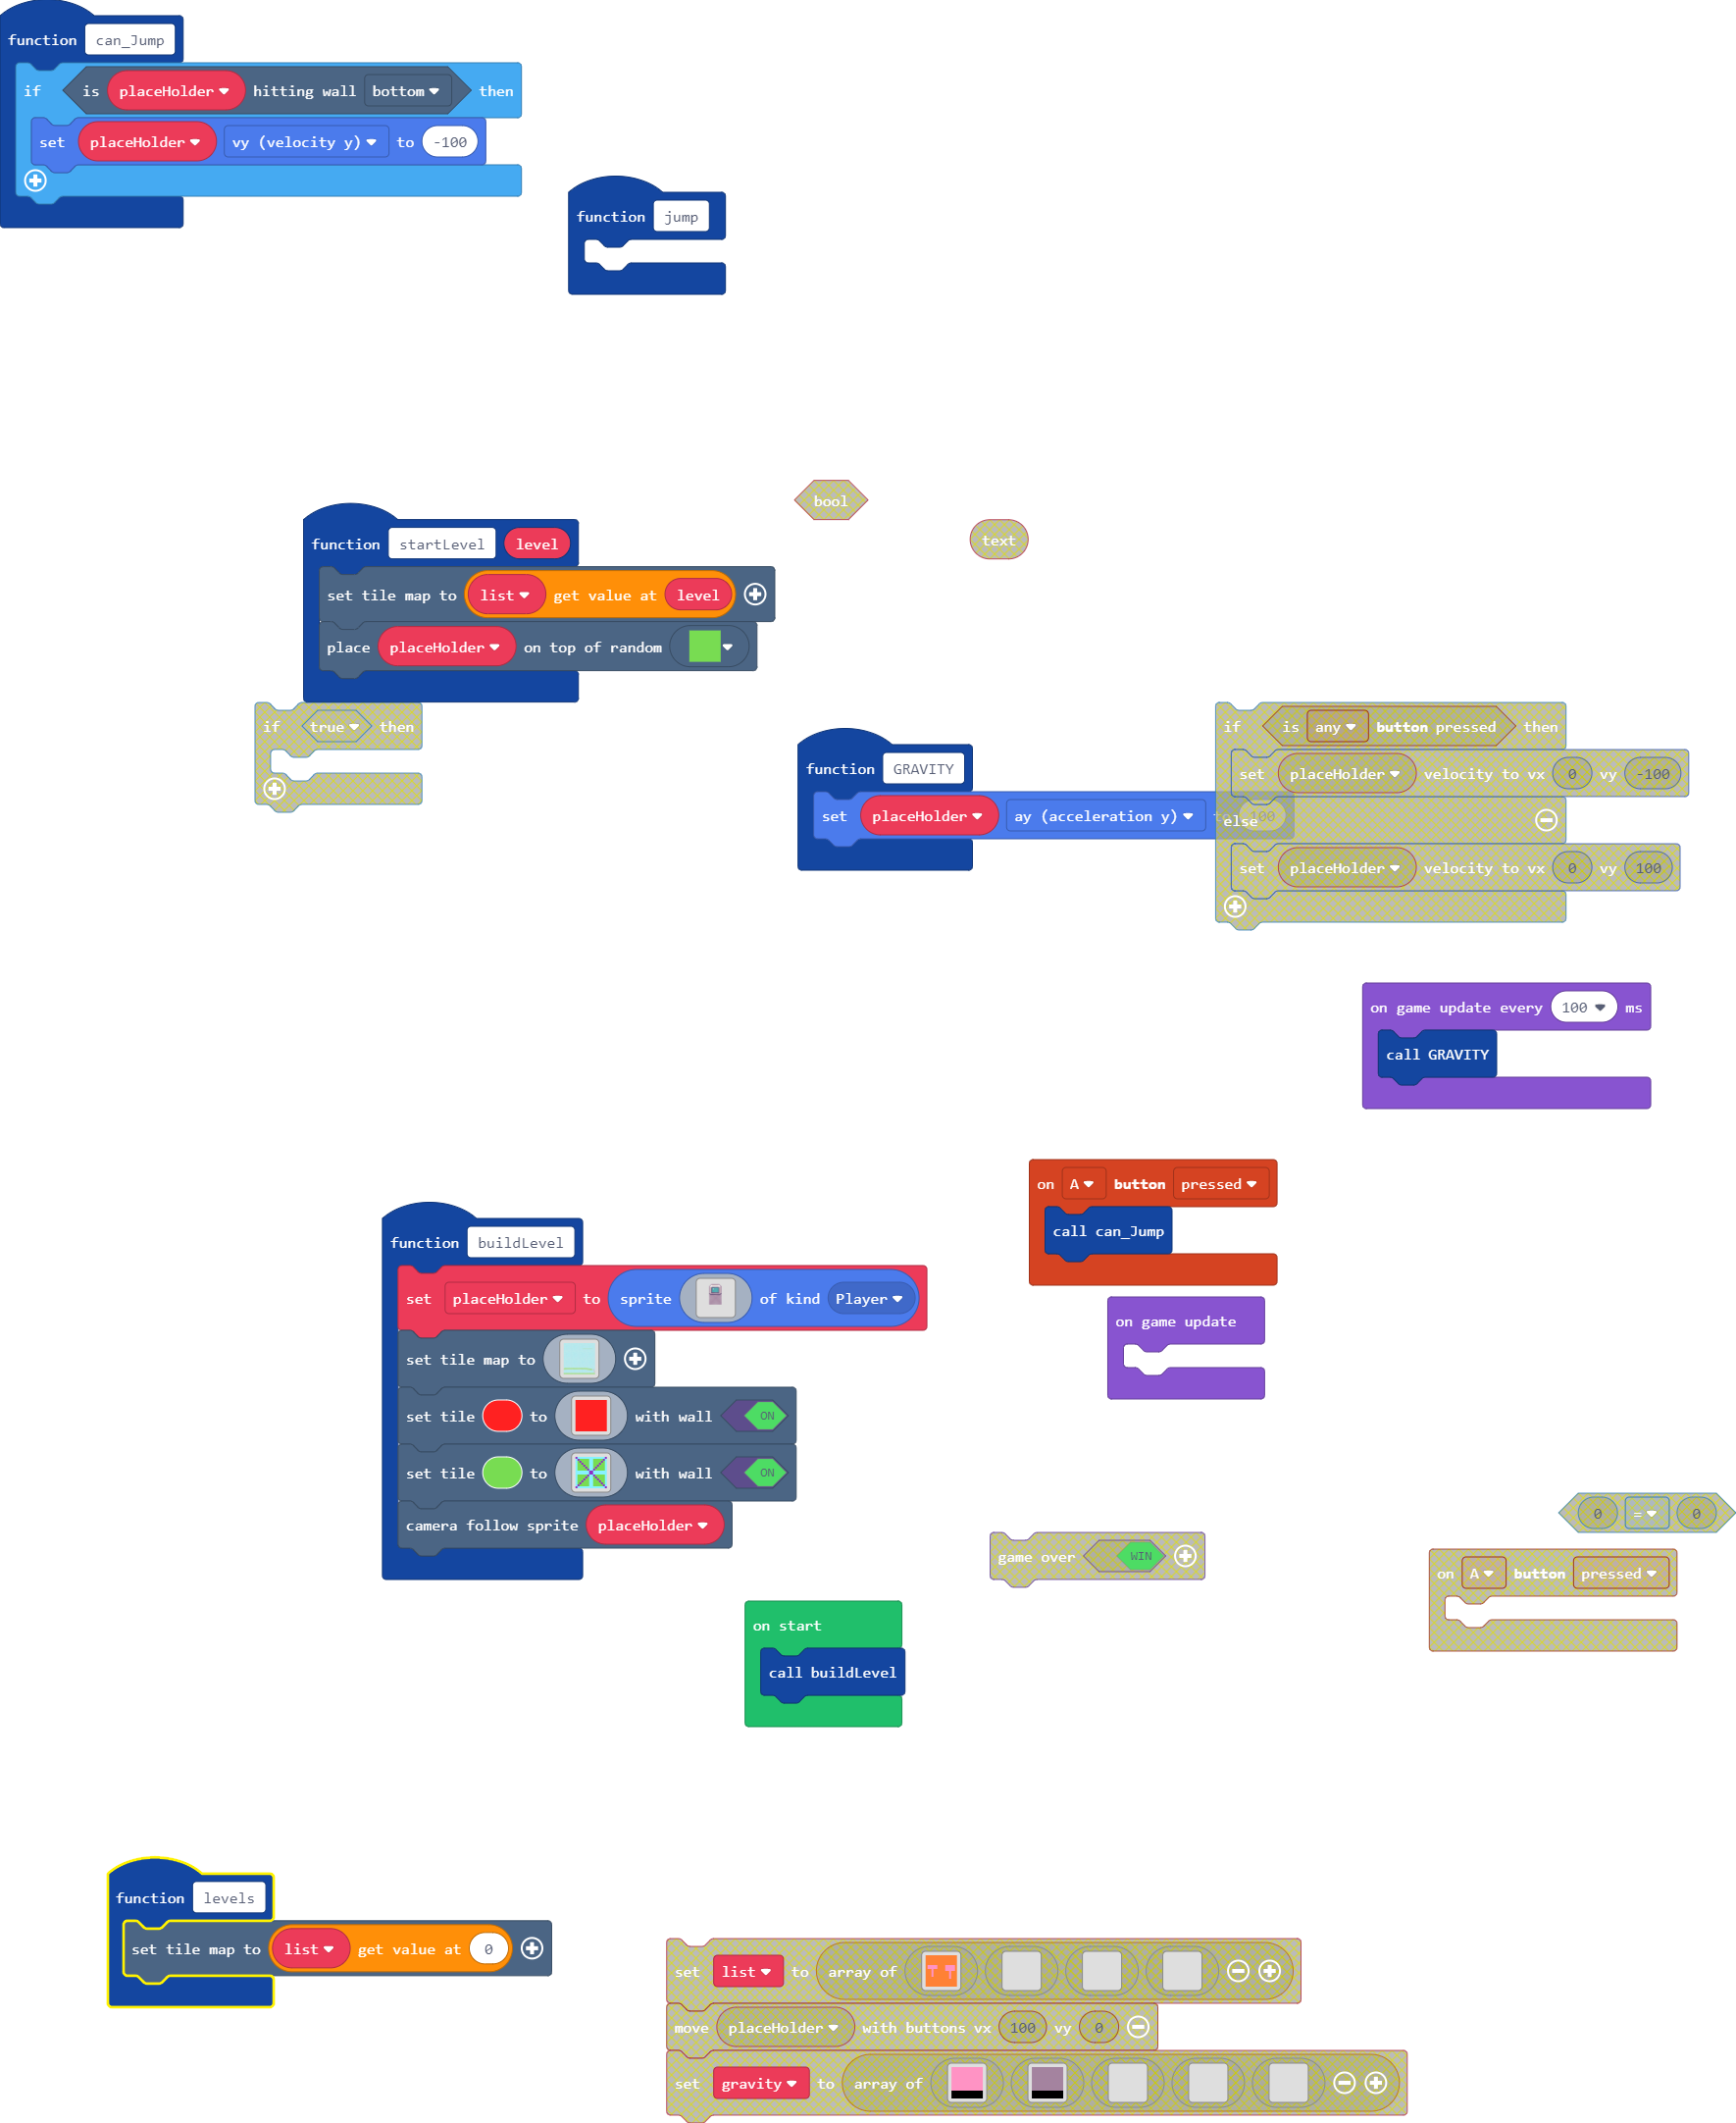 function can_Jump
if is placeHolder hitting wall bottom then
set placeHolder vy (velocity y) to -100
function jump
bool
text
function startLevel level
set tile map to list get value at level
place placeHolder on top of random
if true then
function GRAVITY
set placeHolder ay (acceleration y) to 100
if is any button pressed then
set placeHolder velocity to vx 0 vy -100
else
set placeHolder velocity to vx 0 vy 100
on game update every 100 ms
call GRAVITY
on A button pressed
call can_Jump
on game update
function buildLevel
set placeHolder to sprite of kind Player
set tile map to
set tile to with wall ON
set tile to with wall ON
camera follow sprite placeHolder
game over WIN
0 = 0
on A button pressed
on start
call buildLevel
function levels
set tile map to list get value at 0
set list to array of
move placeHolder with buttons vx 100 vy 0
set gravity to array of